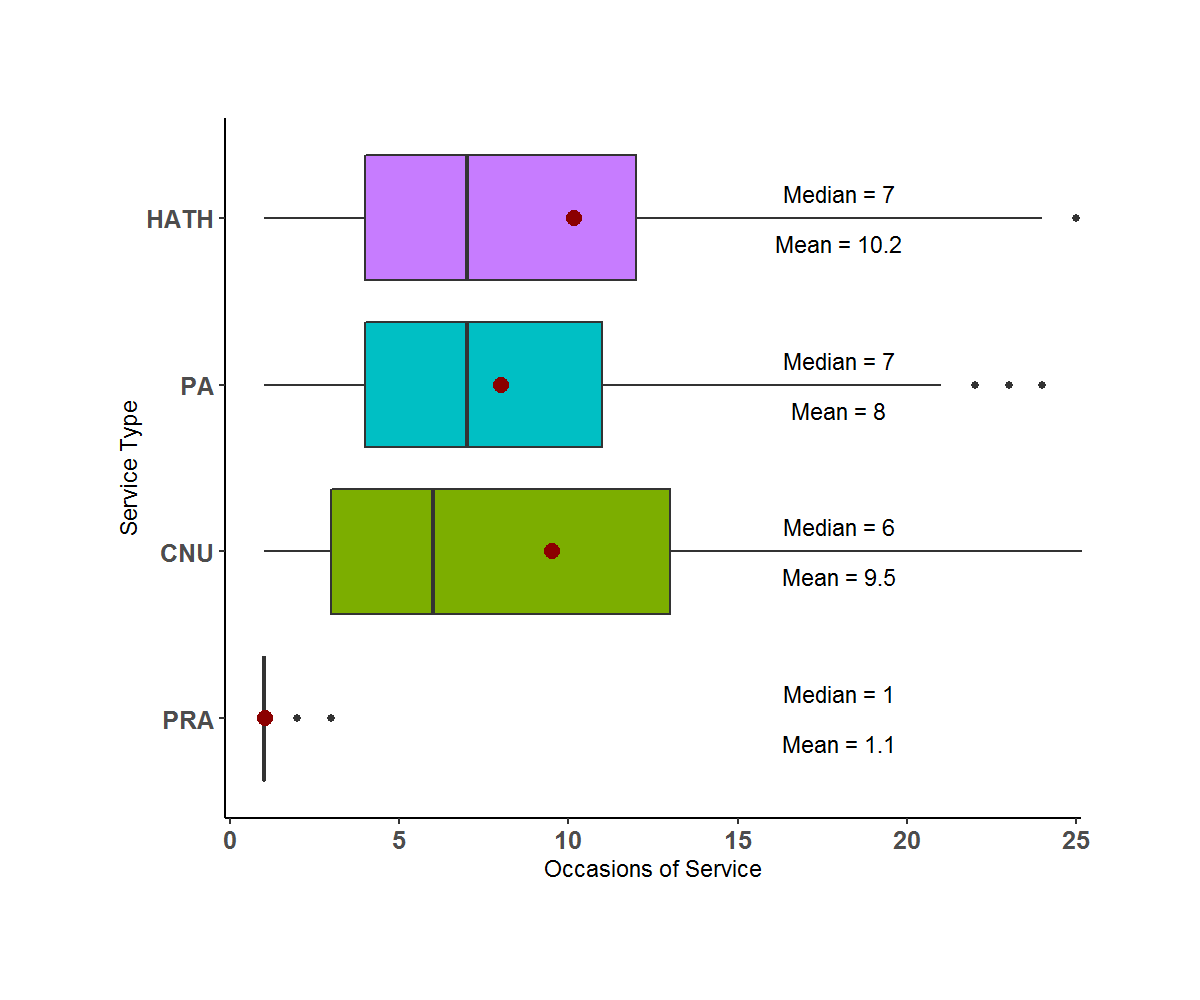 HATH
Median = 7
Mean = 10.2
PA
Median = 7
Mean = 8
Service Type
CNU
Median = 6
Mean = 9.5
PRA
Median = 1
Mean = 1.1
0 5 10 15 20 25
Occasions of Service